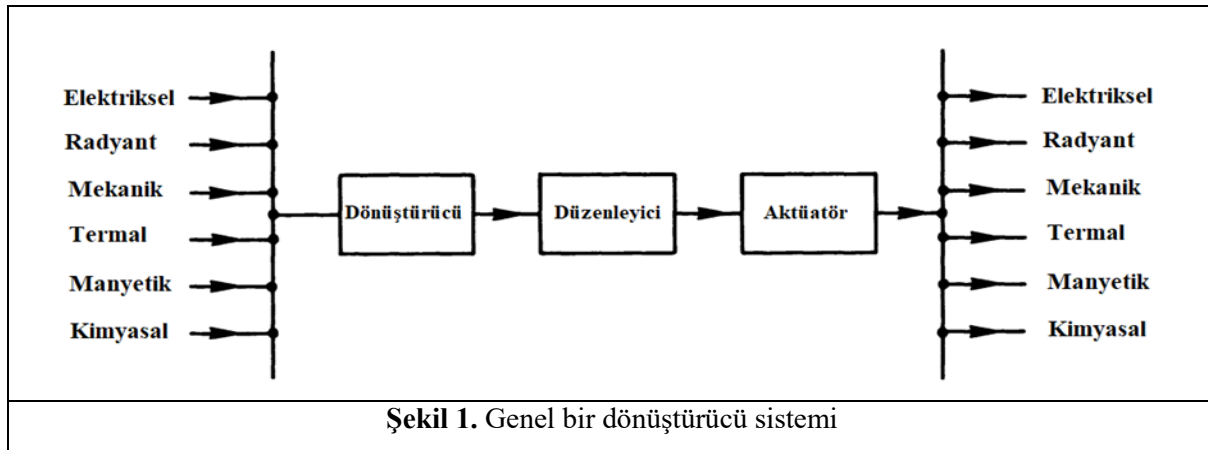 Elektriksel
Radyant
Mekanik
Termal
Manyetik
Kimyasal
Dönüştürücü
Düzenleyici
Aktüatör
Elektriksel
Radyant
Mekanik
Termal
Manyetik
Kimyasal
Şekil 1. Genel bir dönüştürücü sistemi